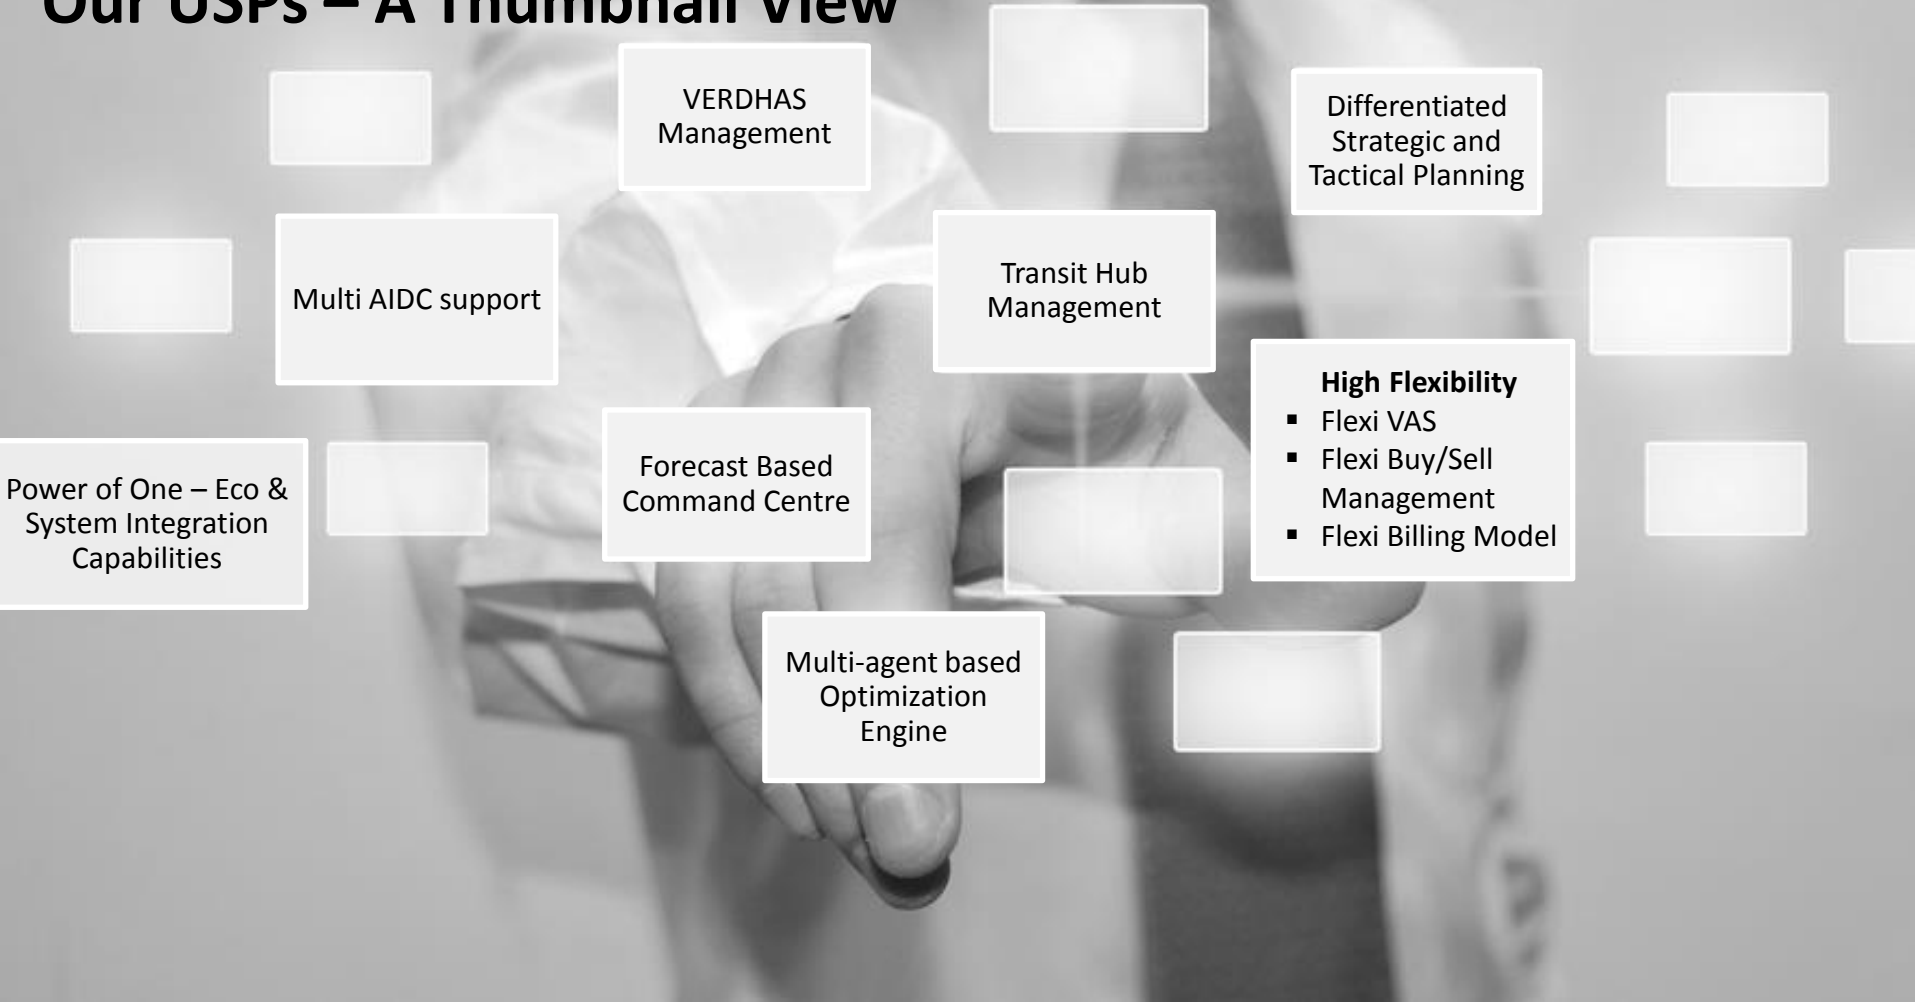 Our USPs – A Thumbnail View
VERDHAS
Management
Differentiated
Strategic and
Tactical Planning
Multi AIDC support
Transit Hub
Management
High Flexibility
▪ Flexi VAS
▪ Flexi Buy/Sell
Management
▪ Flexi Billing Model
Power of One – Eco &
System Integration
Capabilities
Forecast Based
Command Centre
Multi-agent based
Optimization
Engine